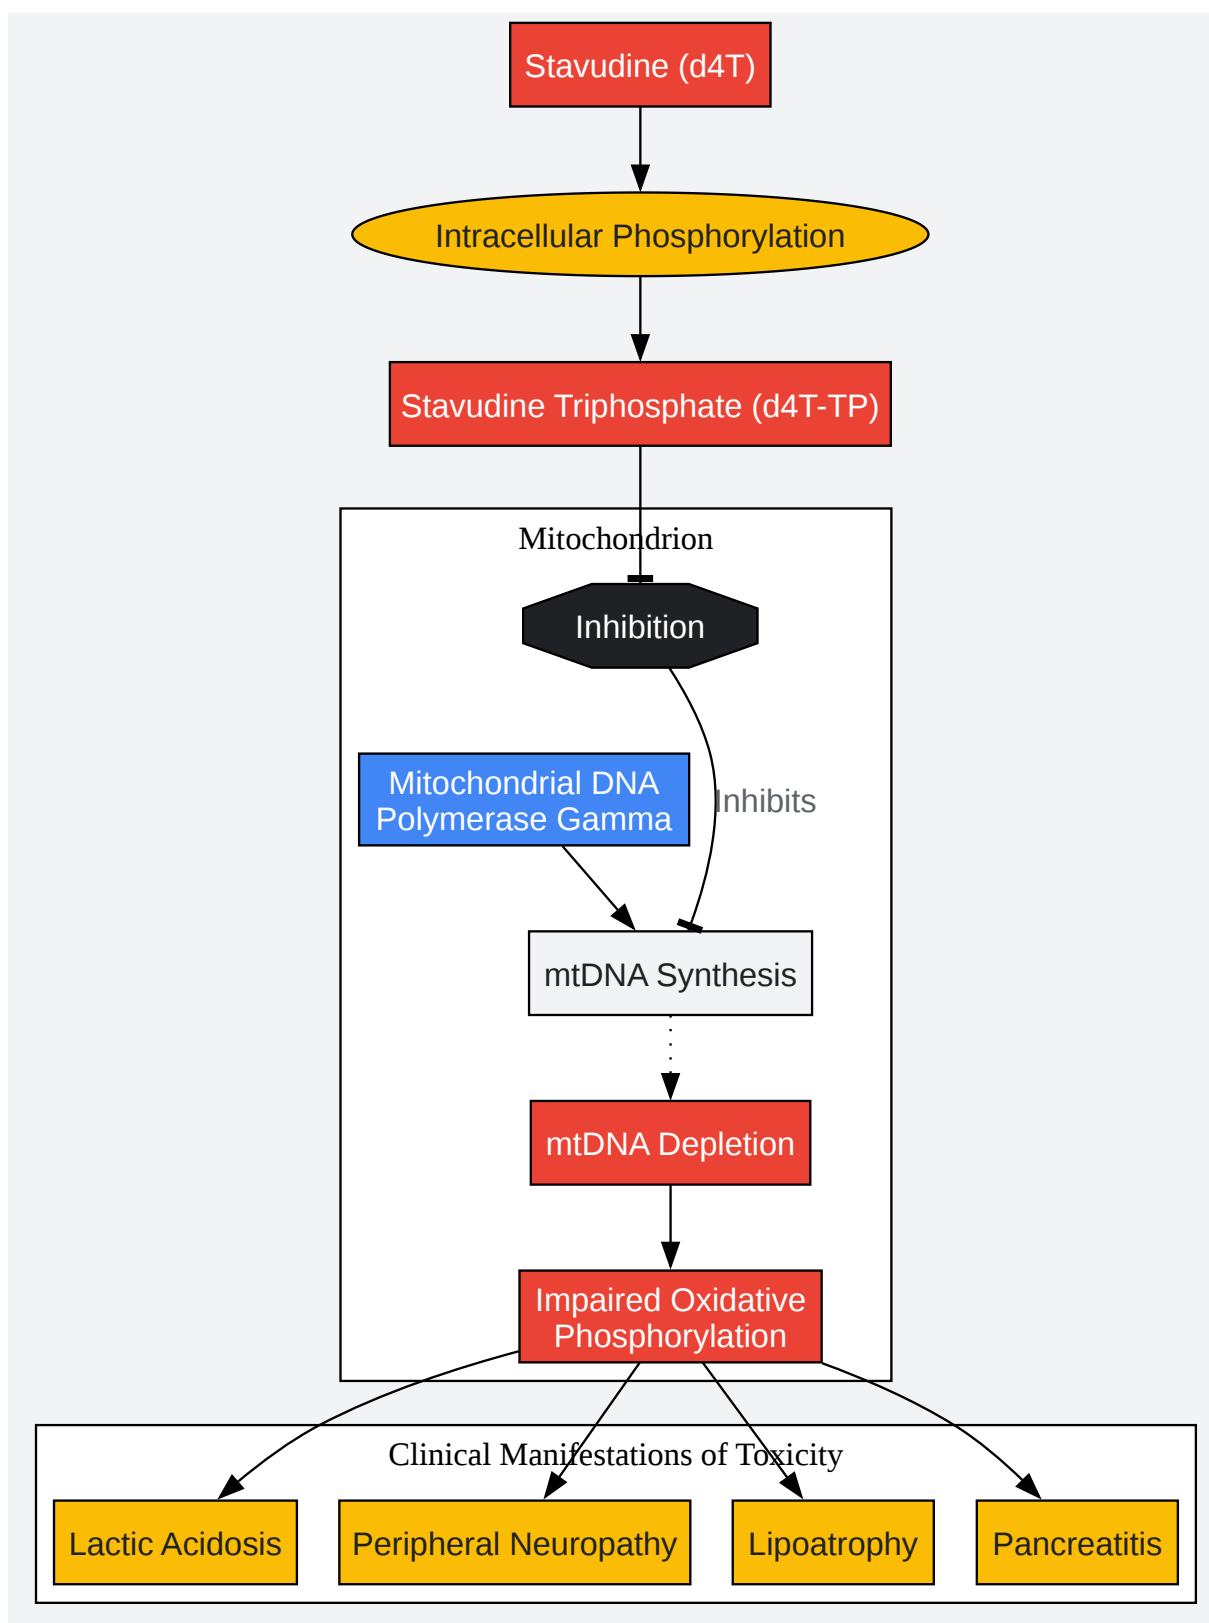 Stavudine (d4T)
Intracellular Phosphorylation
Stavudine Triphosphate (d4T-TP)
Mitochondrion
Inhibition
Mitochondrial DNA
Polymerase Gamma
Inhibits
mtDNA Synthesis
mtDNA Depletion
Impaired Oxidative
Phosphorylation
Clinical Manifestations of Toxicity
Lactic Acidosis
Peripheral Neuropathy
Lipoatrophy
Pancreatitis